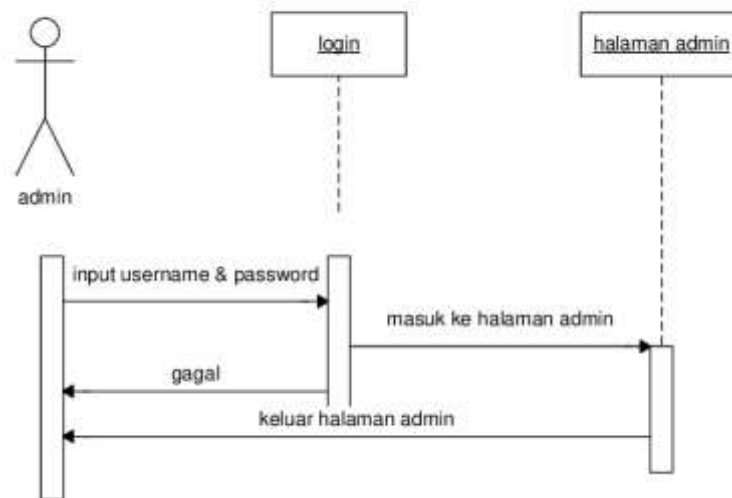 login
halaman admin
admin
input username & password
masuk ke halaman admin
gagal
keluar halaman admin